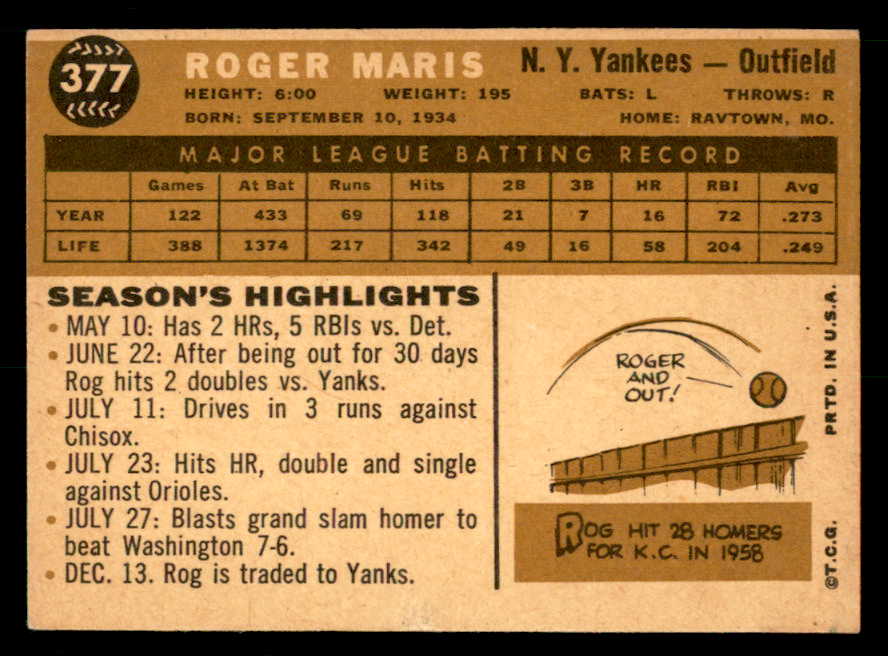 377
ROGER MARIS
N. Y. Yankees — Outfield
HEIGHT: 6:00 WEIGHT: 195 BATS: L THROWS: R
BORN: SEPTEMBER 10, 1934 HOME: RAVTOWN, MO.
MAJOR LEAGUE BATTING RECORD
Games At Bat Runs Hits 2B 3B HR RBI Avg
YEAR 122 433 69 118 21 7 16 72 .273
LIFE 388 1374 217 342 49 16 58 204 .249
SEASON'S HIGHLIGHTS
• MAY 10: Has 2 HRs, 5 RBIs vs. Det.
• JUNE 22: After being out for 30 days
Rog hits 2 doubles vs. Yanks.
• JULY 11: Drives in 3 runs against
Chisox.
• JULY 23: Hits HR, double and single
against Orioles.
• JULY 27: Blasts grand slam homer to
beat Washington 7-6.
• DEC. 13. Rog is traded to Yanks.
ROGER
AND
OUT!
ROG HIT 28 HOMERS
FOR K.C. IN 1958
©T.C.G. PRTD. IN U.S.A.